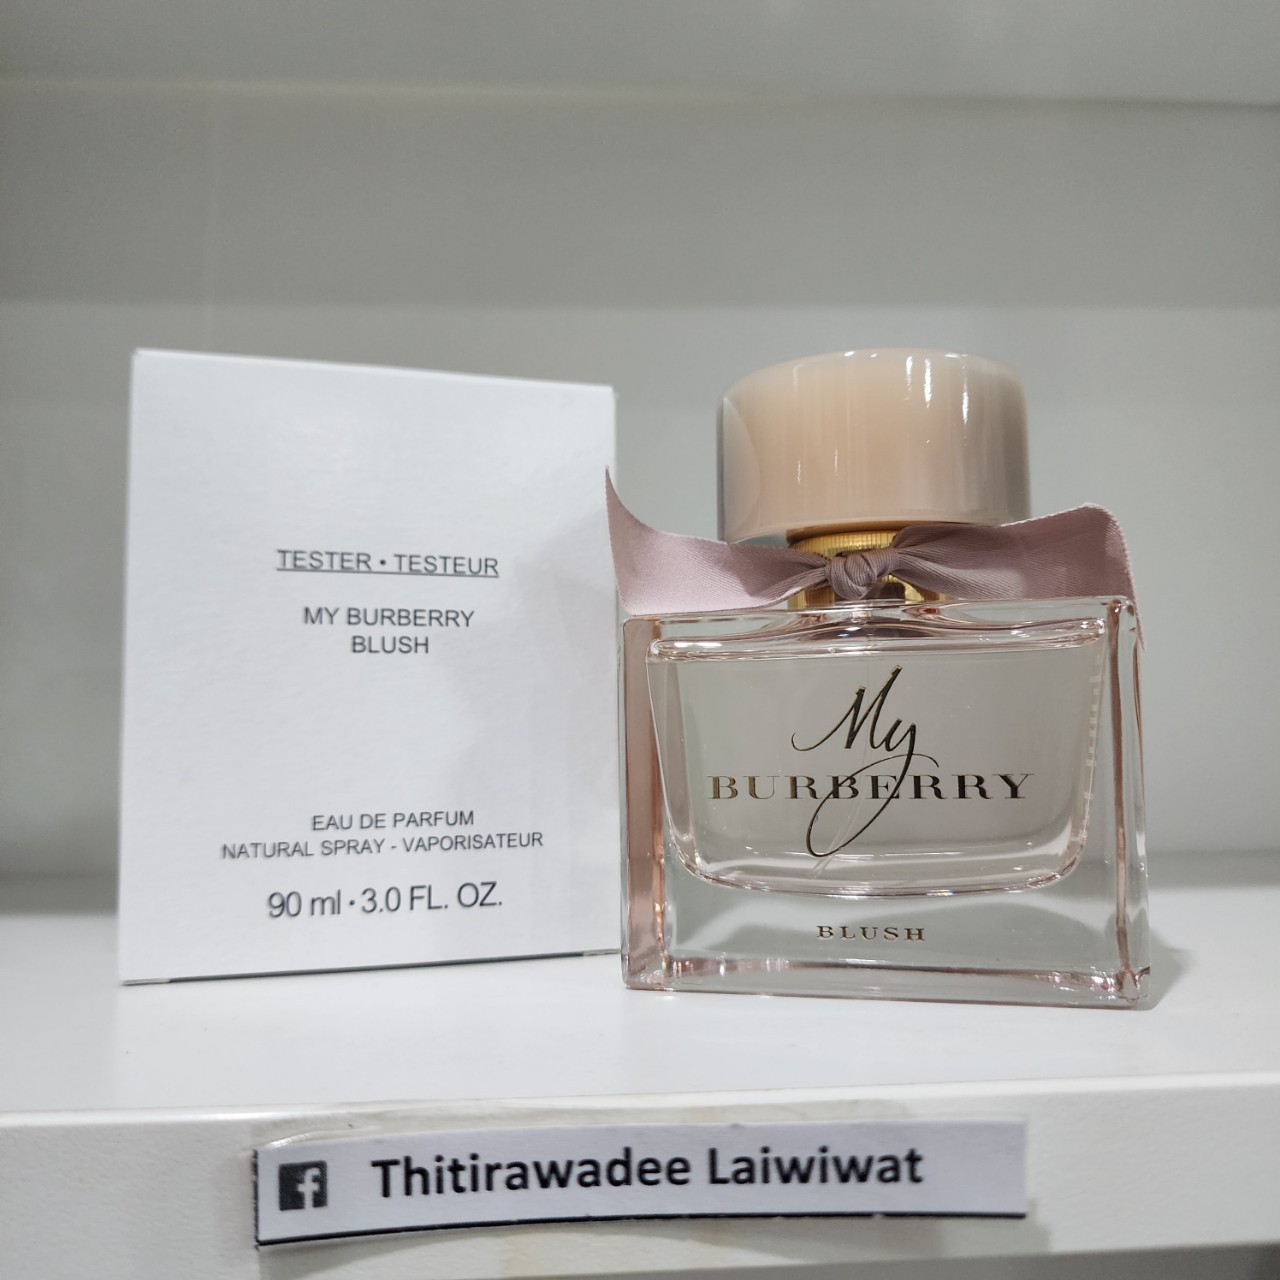 TESTER • TESTEUR
MY BURBERRY
BLUSH
EAU DE PARFUM
NATURAL SPRAY - VAPORISATEUR
90 ml • 3.0 FL. OZ.
My
BURBERRY
BLUSH
f Thitirawadee Laiwiwat